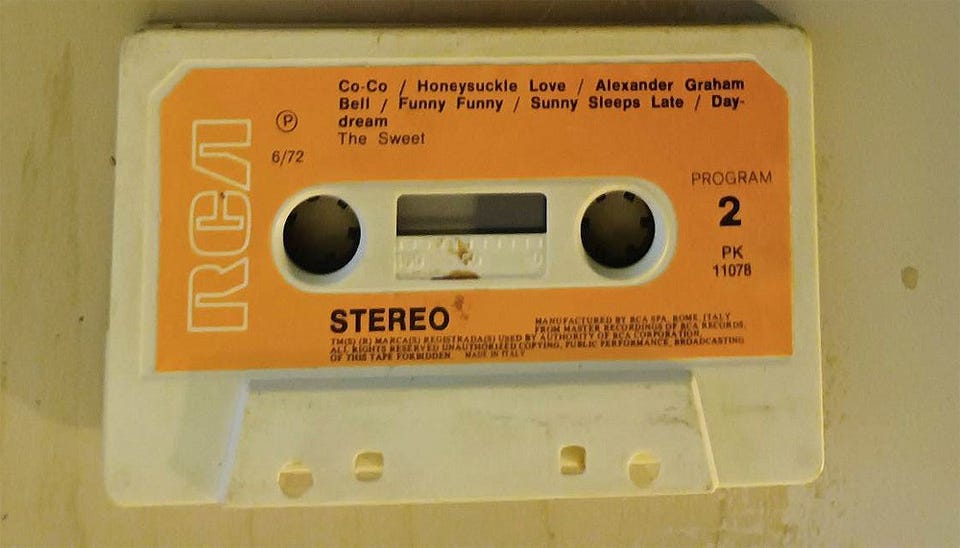 Co-Co / Honeysuckle Love / Alexander Graham
Bell / Funny Funny / Sunny Sleeps Late / Day-
dream
The Sweet
Ⓟ
6/72
RCA
PROGRAM
2
PK
11078
STEREO
MANUFACTURED BY RCA SPA. ROME ITALY
FROM MASTER RECORDINGS OF RCA RECORDS.
TM(S) (R) MARCA(S) REGISTRADA(S) USED BY AUTHORITY OF RCA CORPORATION.
ALL RIGHTS RESERVED UNAUTHORIZED COPYING, PUBLIC PERFORMANCE, BROADCASTING
OF THIS TAPE FORBIDDEN. MADE IN ITALY